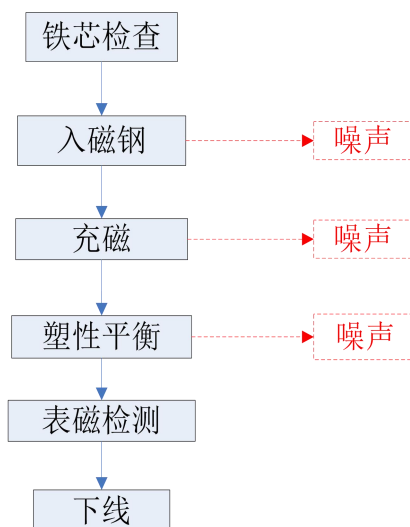 铁芯检查
入磁钢
噪声
充磁
噪声
塑性平衡
噪声
表磁检测
下线